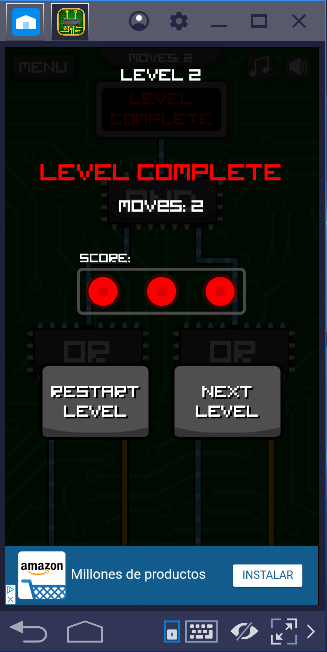 MOVES: 2
LEVEL 2
MENU
LEVEL
COMPLETE
LEVEL COMPLETE
AND
MOVES: 2
SCORE:
OR
OR
RESTART
LEVEL
NEXT
LEVEL
amazon
Millones de productos
INSTALAR